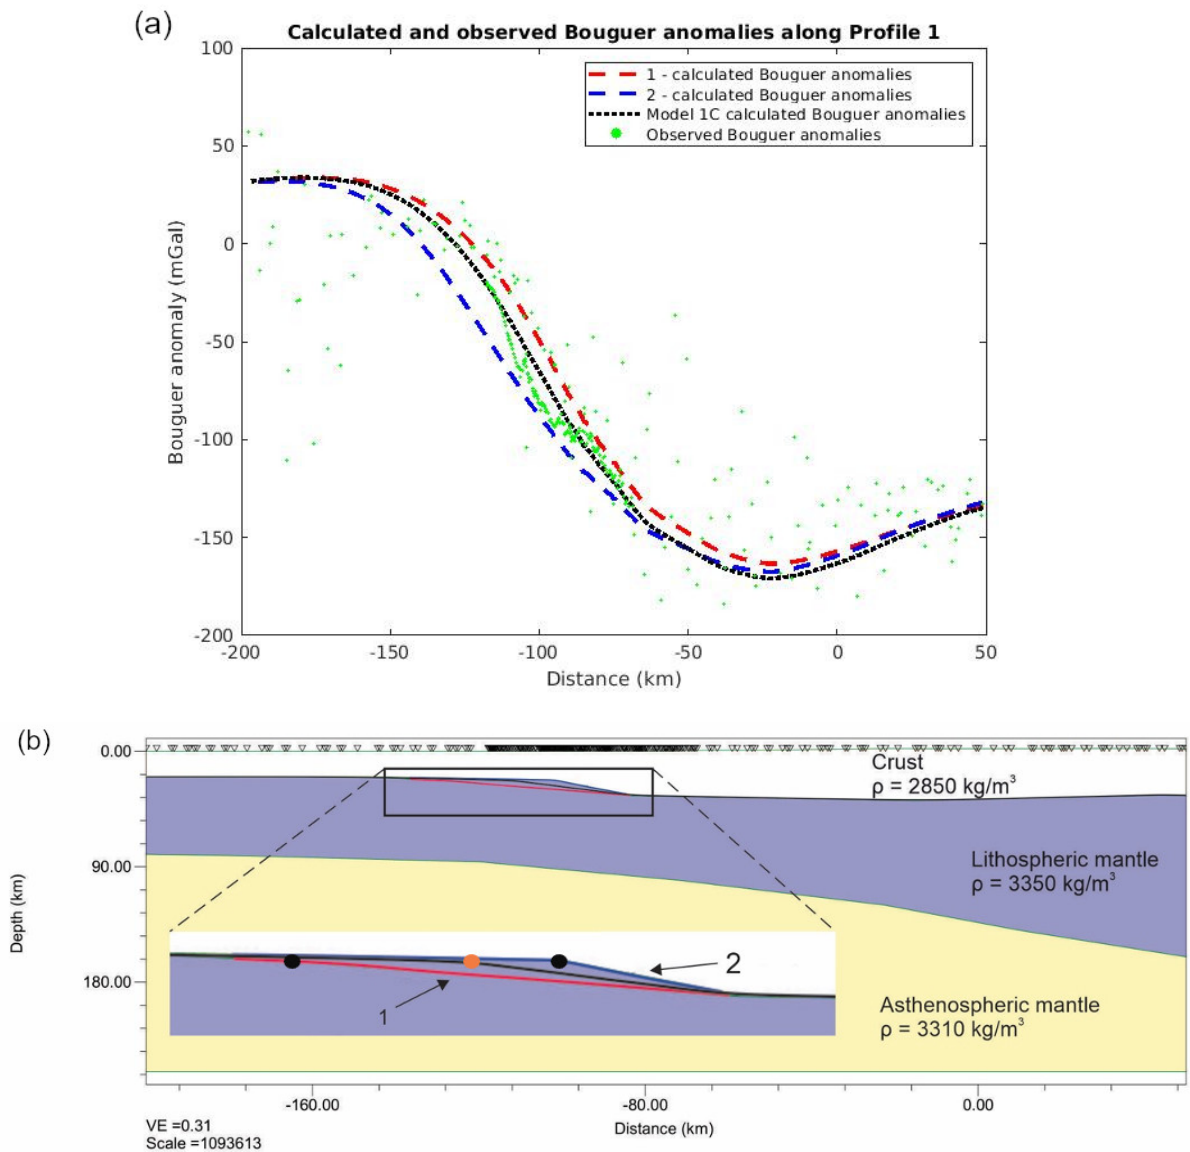 (a)
Calculated and observed Bouguer anomalies along Profile 1
1 - calculated Bouguer anomalies
2 - calculated Bouguer anomalies
Model 1C calculated Bouguer anomalies
Observed Bouguer anomalies
100
50
0
-50
-100
-150
-200
Bouguer anomaly (mGal)
-200 -150 -100 -50 0 50
Distance (km)
(b)
0.00
90.00
180.00
Depth (km)
Crust
ρ = 2850 kg/m³
Lithospheric mantle
ρ = 3350 kg/m³
2
1
Asthenospheric mantle
ρ = 3310 kg/m³
-160.00 -80.00 0.00
Distance (km)
VE =0.31
Scale =1093613